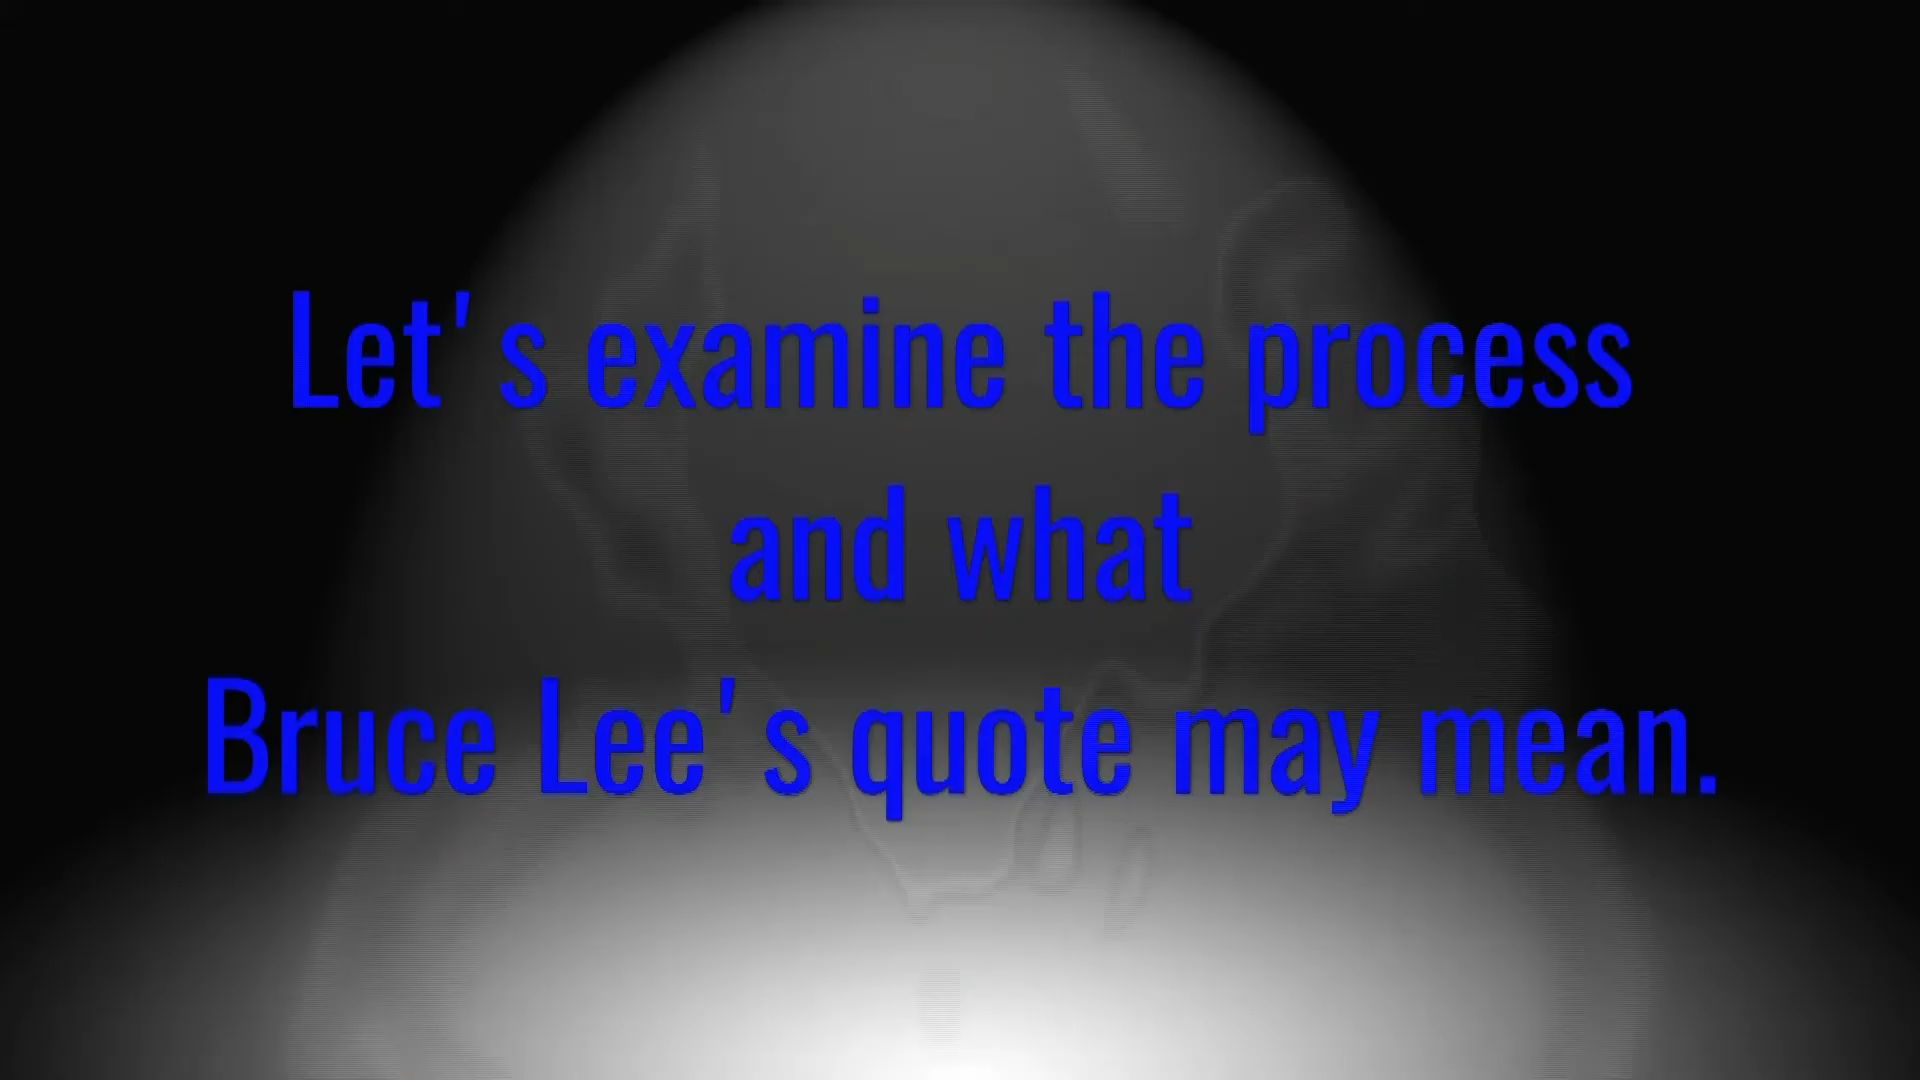 Let's examine the process
and what
Bruce Lee's quote may mean.